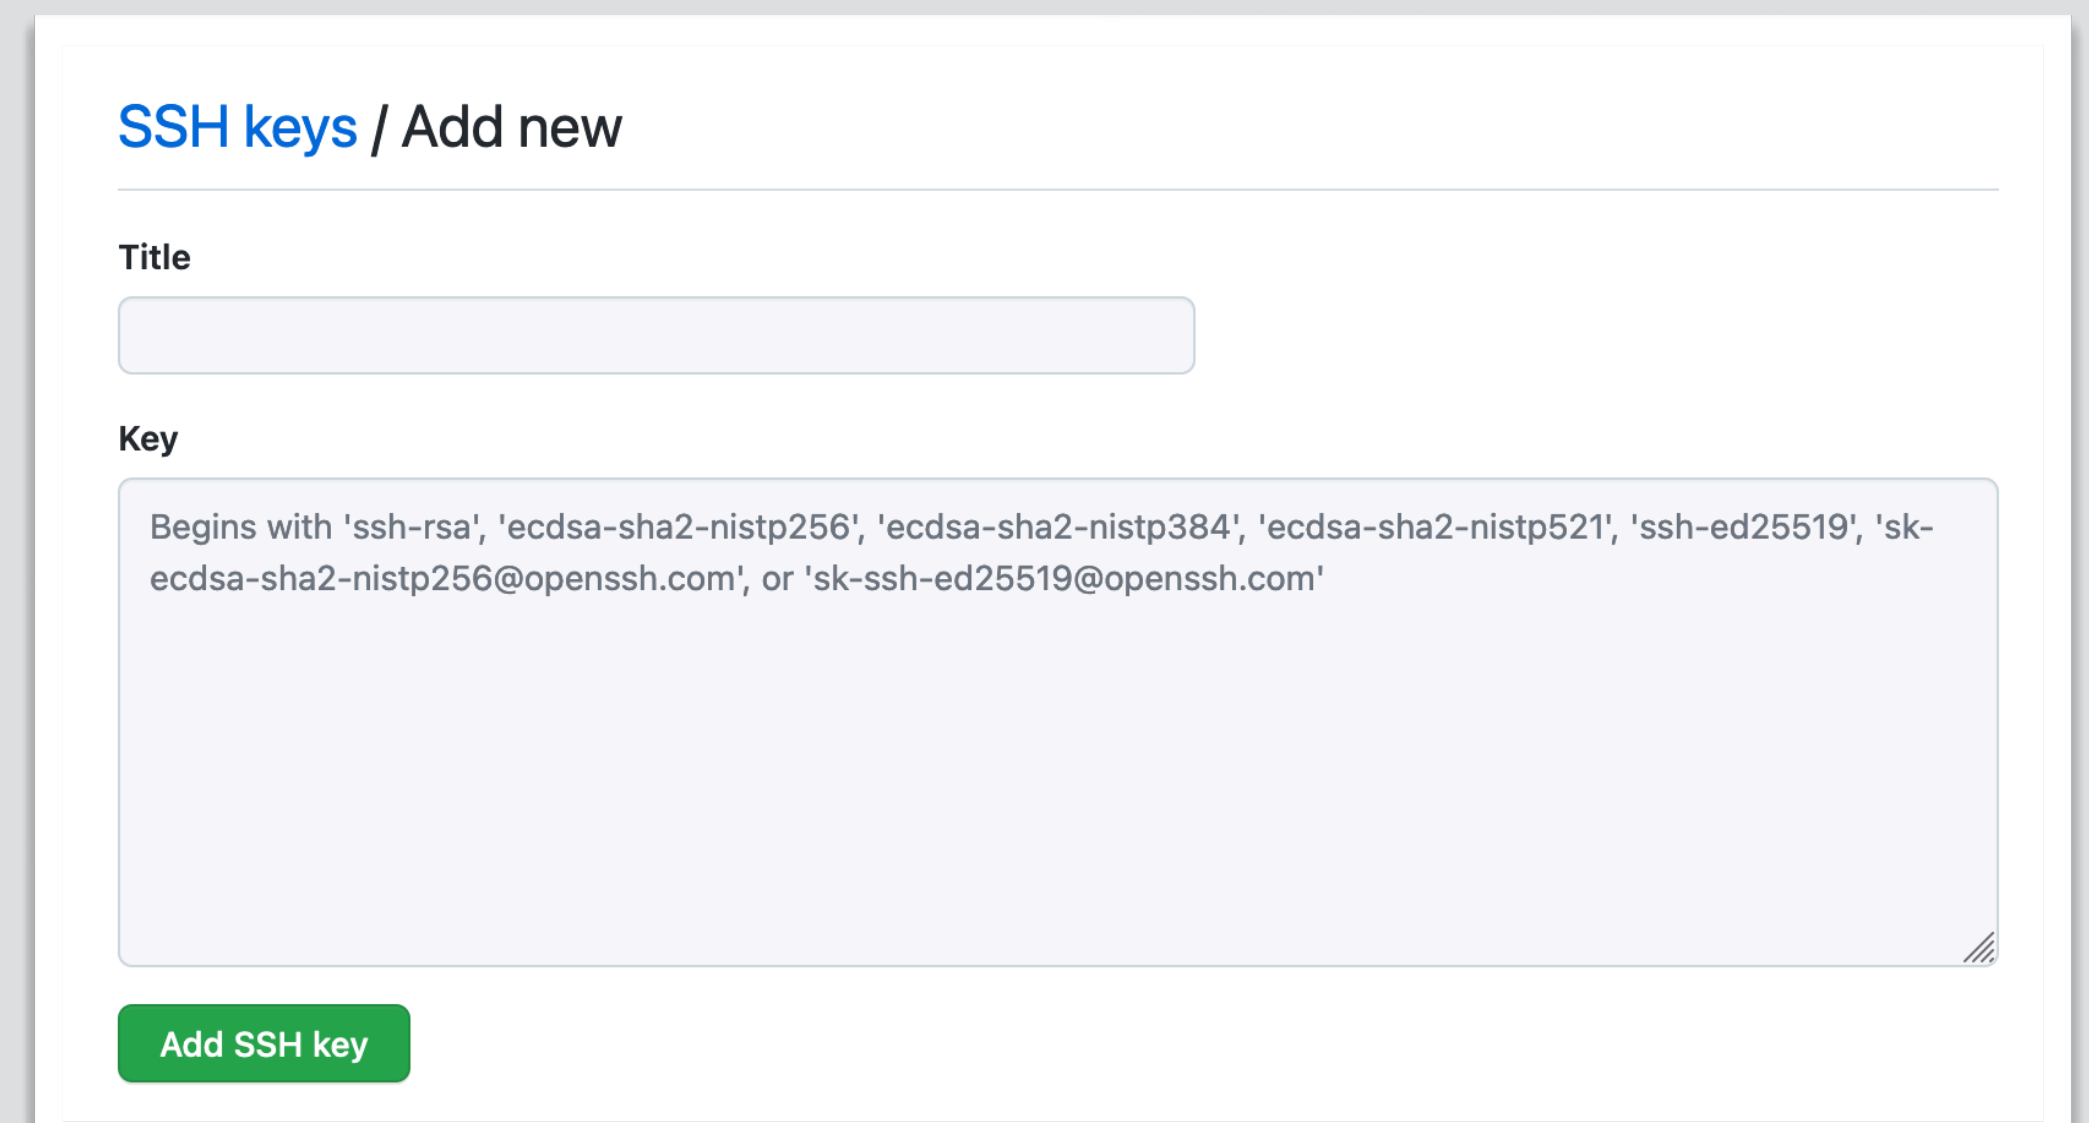 SSH keys / Add new
Title
Key
Begins with 'ssh-rsa', 'ecdsa-sha2-nistp256', 'ecdsa-sha2-nistp384', 'ecdsa-sha2-nistp521', 'ssh-ed25519', 'sk-
ecdsa-sha2-nistp256@openssh.com', or 'sk-ssh-ed25519@openssh.com'
Add SSH key